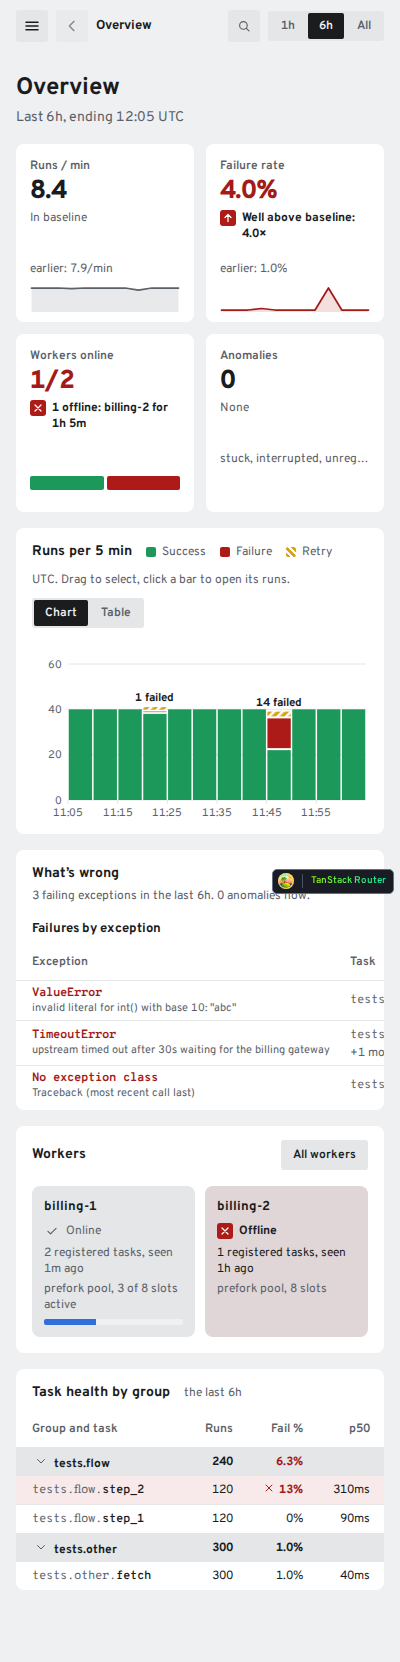 Overview
1h 6h All
Overview
Last 6h, ending 12:05 UTC
Runs / min
8.4
In baseline
earlier: 7.9/min
Failure rate
4.0%
Well above baseline:
4.0×
earlier: 1.0%
Workers online
1/2
1 offline: billing-2 for
1h 5m
Anomalies
0
None
stuck, interrupted, unreg...
Runs per 5 min Success Failure Retry
UTC. Drag to select, click a bar to open its runs.
Chart Table
60
40
20
0
1 failed
14 failed
11:05 11:15 11:25 11:35 11:45 11:55
What's wrong
TanStack Router
3 failing exceptions in the last 6h. 0 anomalies now.
Failures by exception
Exception Task
ValueError
invalid literal for int() with base 10: "abc"
tests
TimeoutError
upstream timed out after 30s waiting for the billing gateway
tests
+1 mo
No exception class
Traceback (most recent call last)
tests
Workers
All workers
billing-1
Online
2 registered tasks, seen
1m ago
prefork pool, 3 of 8 slots
active
billing-2
Offline
1 registered tasks, seen
1h ago
prefork pool, 8 slots
Task health by group the last 6h
Group and task Runs Fail % p50
tests.flow 240 6.3%
tests.flow.step_2 120 × 13% 310ms
tests.flow.step_1 120 0% 90ms
tests.other 300 1.0%
tests.other.fetch 300 1.0% 40ms